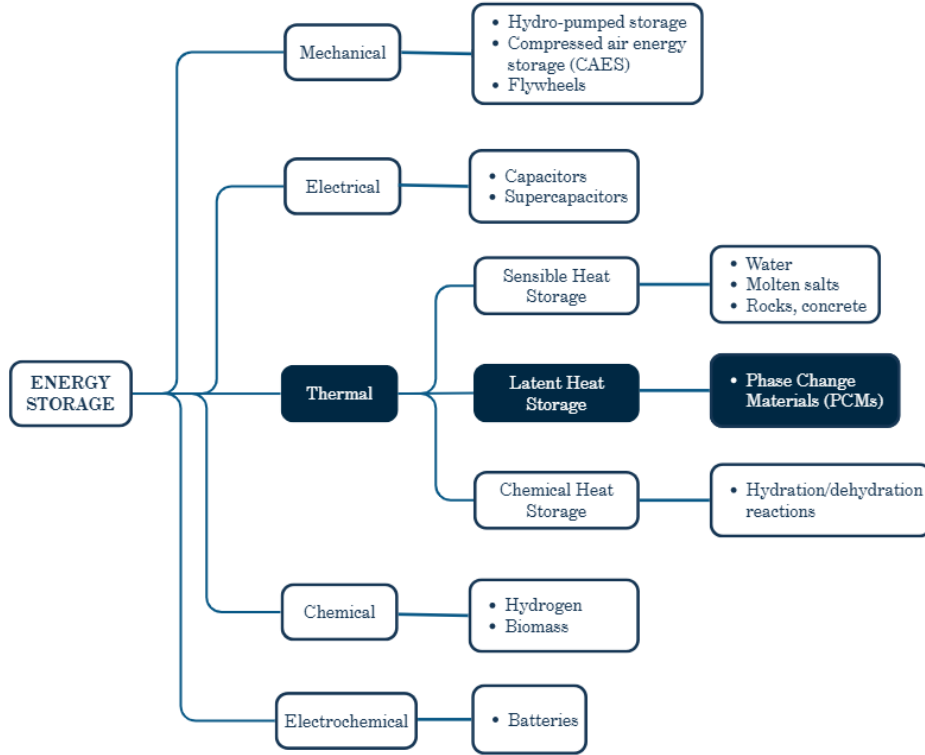 Mechanical
• Hydro-pumped storage
• Compressed air energy
storage (CAES)
• Flywheels
Electrical
• Capacitors
• Supercapacitors
ENERGY
STORAGE
Thermal
Sensible Heat
Storage
• Water
• Molten salts
• Rocks, concrete
Latent Heat
Storage
• Phase Change
Materials (PCMs)
Chemical Heat
Storage
• Hydration/dehydration
reactions
Chemical
• Hydrogen
• Biomass
Electrochemical
• Batteries